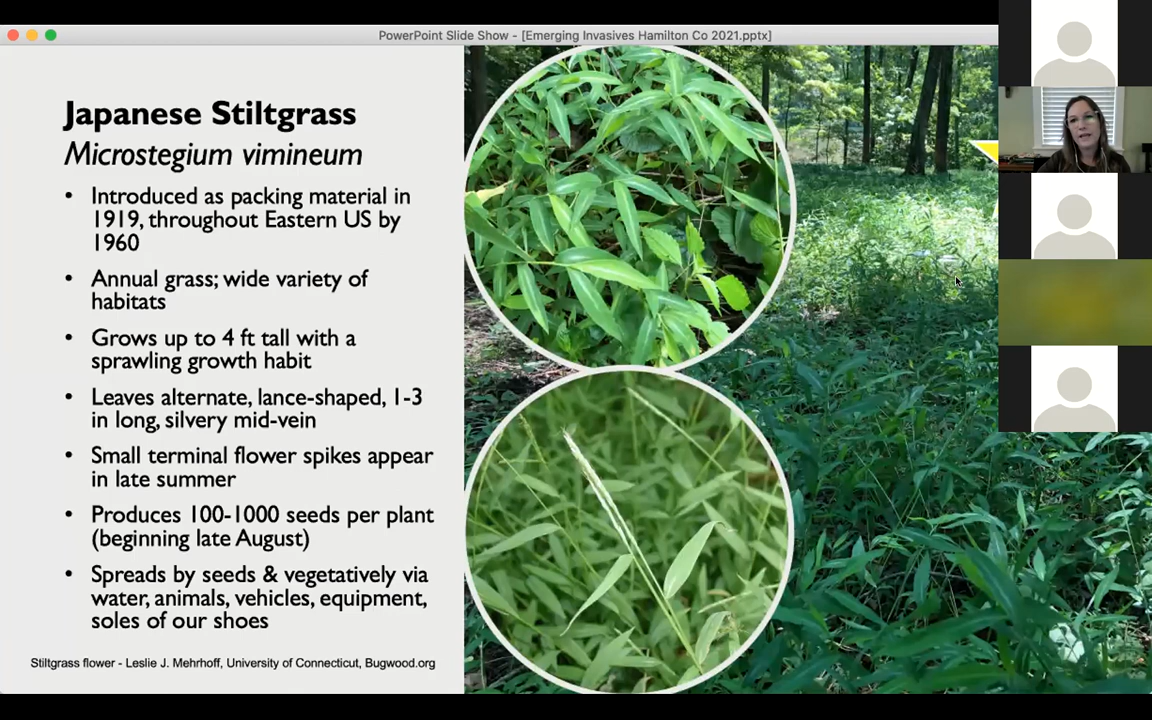 PowerPoint Slide Show - [Emerging Invasives Hamilton Co 2021.pptx]
Japanese Stiltgrass
Microstegium vimineum
• Introduced as packing material in
1919, throughout Eastern US by
1960
• Annual grass; wide variety of
habitats
• Grows up to 4 ft tall with a
sprawling growth habit
• Leaves alternate, lance-shaped, 1-3
in long, silvery mid-vein
• Small terminal flower spikes appear
in late summer
• Produces 100-1000 seeds per plant
(beginning late August)
• Spreads by seeds & vegetatively via
water, animals, vehicles, equipment,
soles of our shoes
Stiltgrass flower - Leslie J. Mehrhoff, University of Connecticut, Bugwood.org